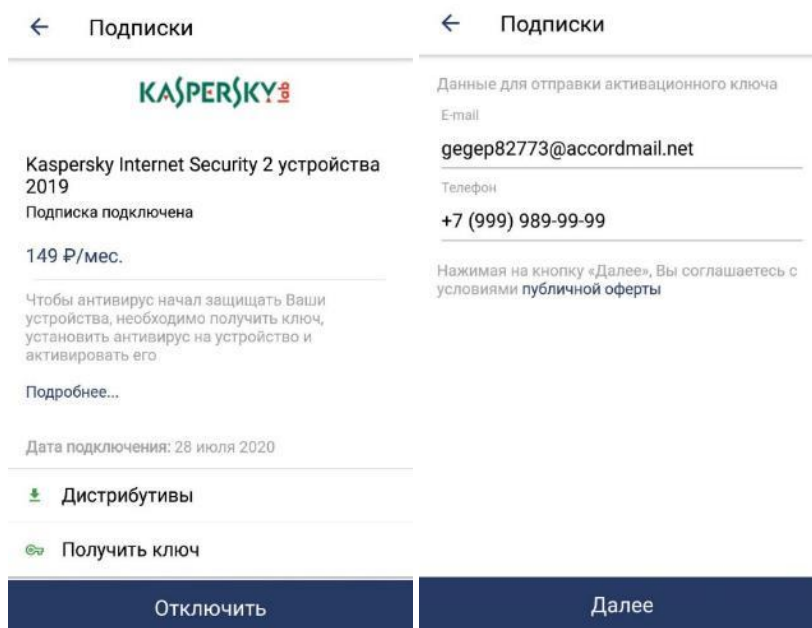 Подписки
KASPERSKY lab
Kaspersky Internet Security 2 устройства
2019
Подписка подключена
149 ₽/мес.
Чтобы антивирус начал защищать Ваши
устройства, необходимо получить ключ,
установить антивирус на устройство и
активировать его
Подробнее...
Дата подключения: 28 июля 2020
Дистрибутивы
Получить ключ
Отключить
Подписки
Данные для отправки активационного ключа
E-mail
gegep82773@accordmail.net
Телефон
+7 (999) 989-99-99
Нажимая на кнопку «Далее», Вы соглашаетесь с
условиями публичной оферты
Далее